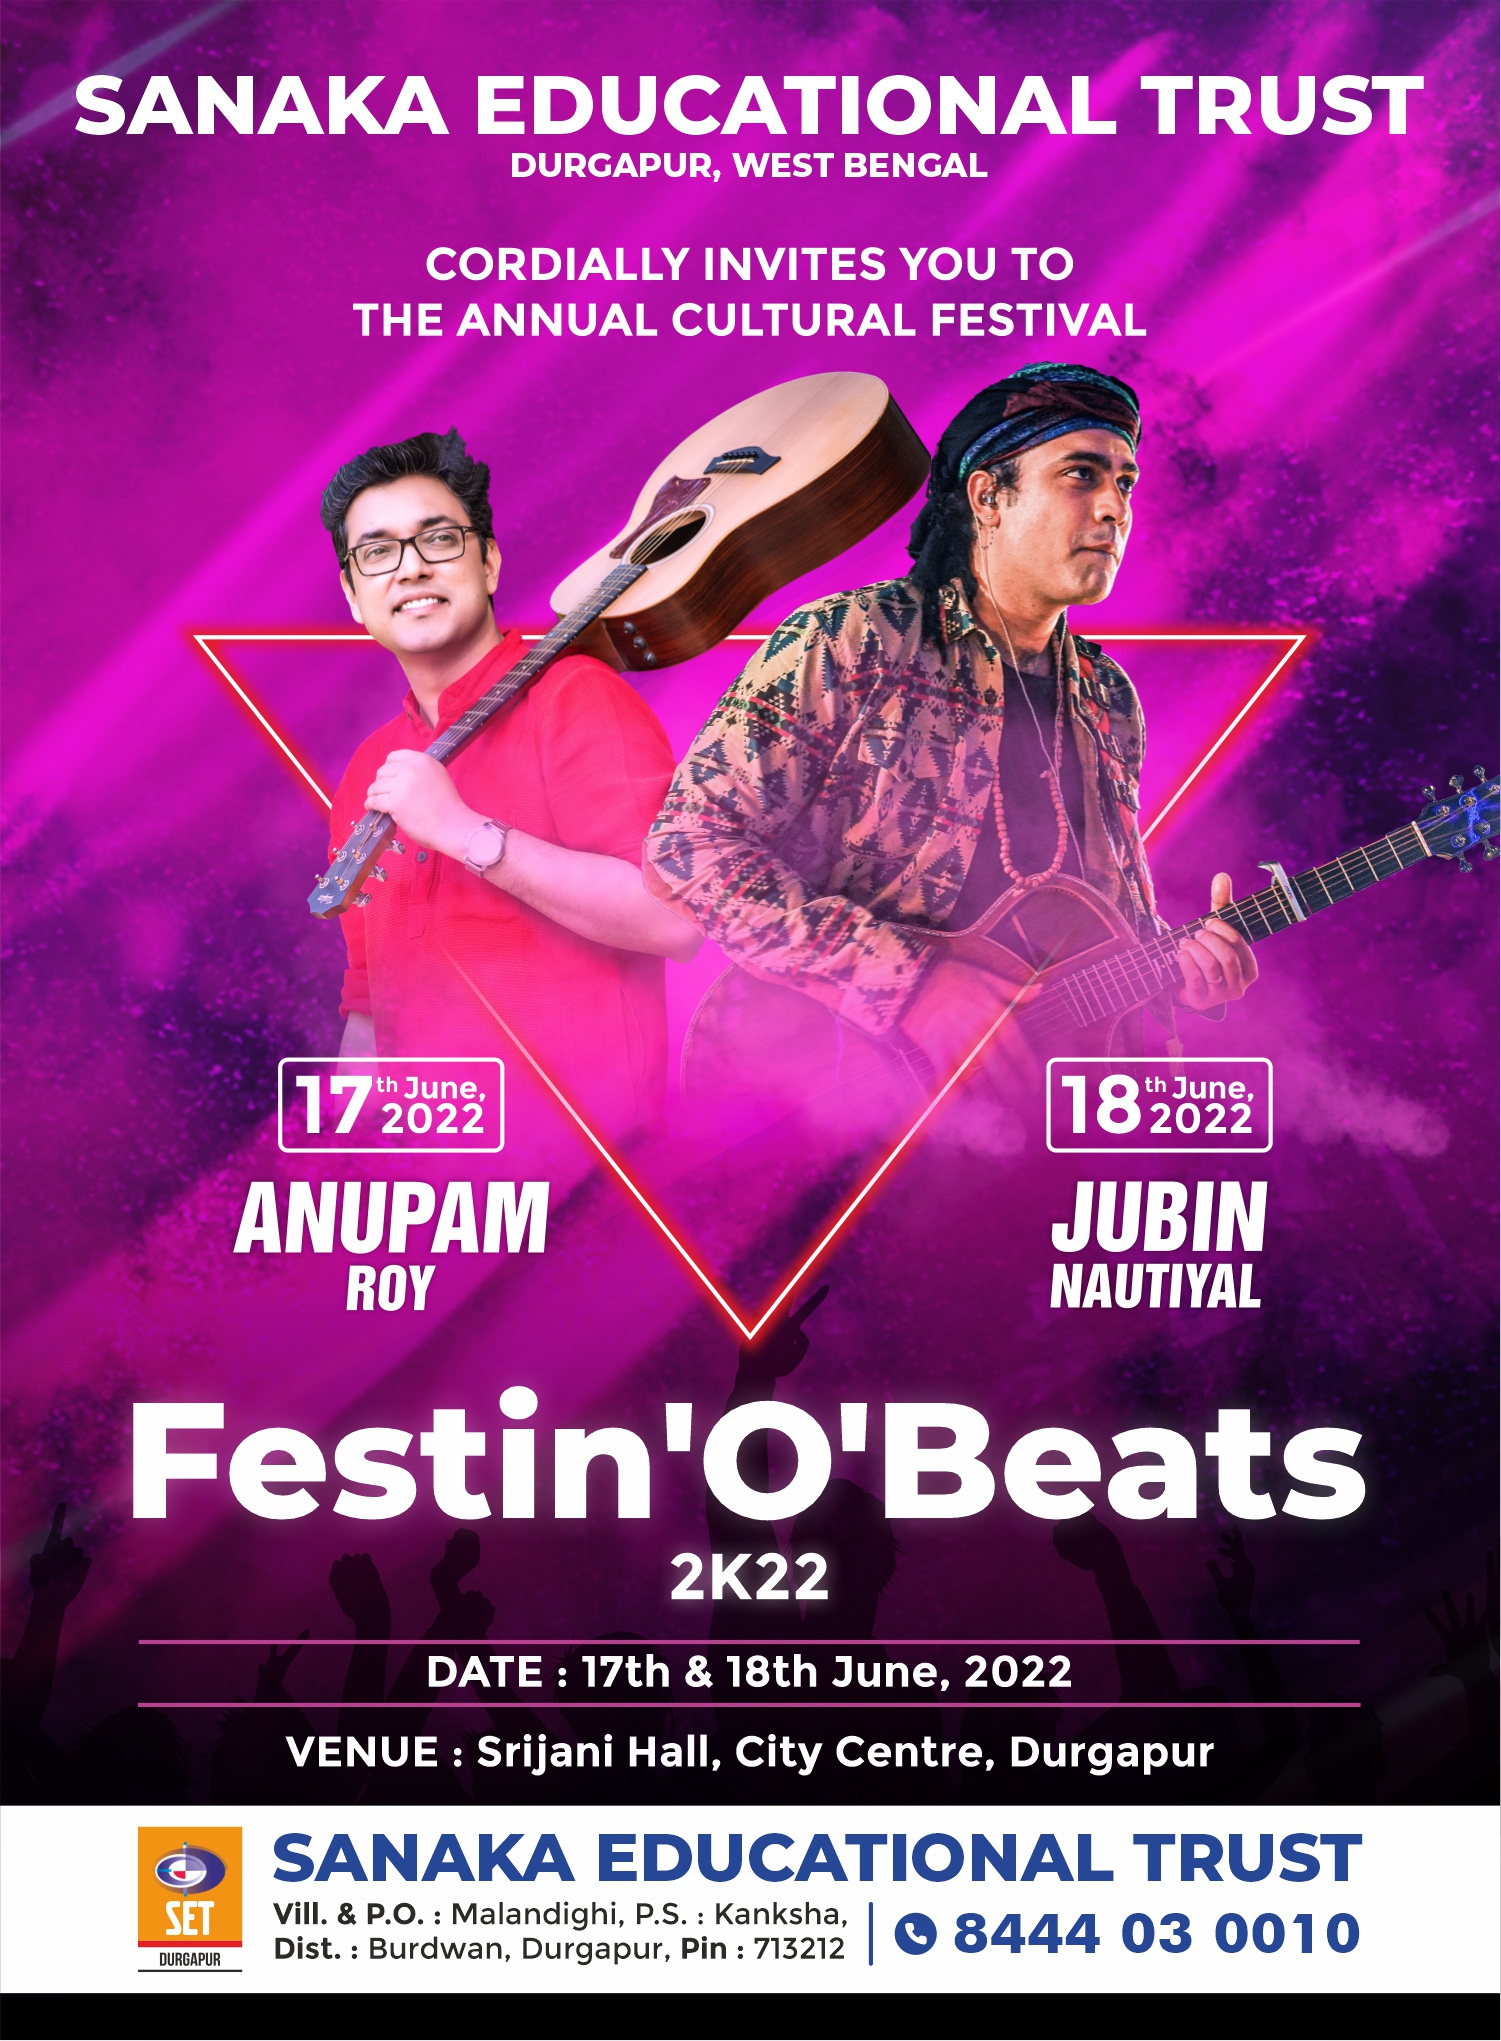 SANAKA EDUCATIONAL TRUST
DURGAPUR, WEST BENGAL
CORDIALLY INVITES YOU TO
THE ANNUAL CULTURAL FESTIVAL
17th June,
2022
ANUPAM
ROY
18th June,
2022
JUBIN
NAUTIYAL
Festin'O'Beats
2K22
DATE : 17th & 18th June, 2022
VENUE : Srijani Hall, City Centre, Durgapur
SET
DURGAPUR
SANAKA EDUCATIONAL TRUST
Vill. & P.O. : Malandighi, P.S. : Kanksha,
Dist. : Burdwan, Durgapur, Pin : 713212
8444 03 0010